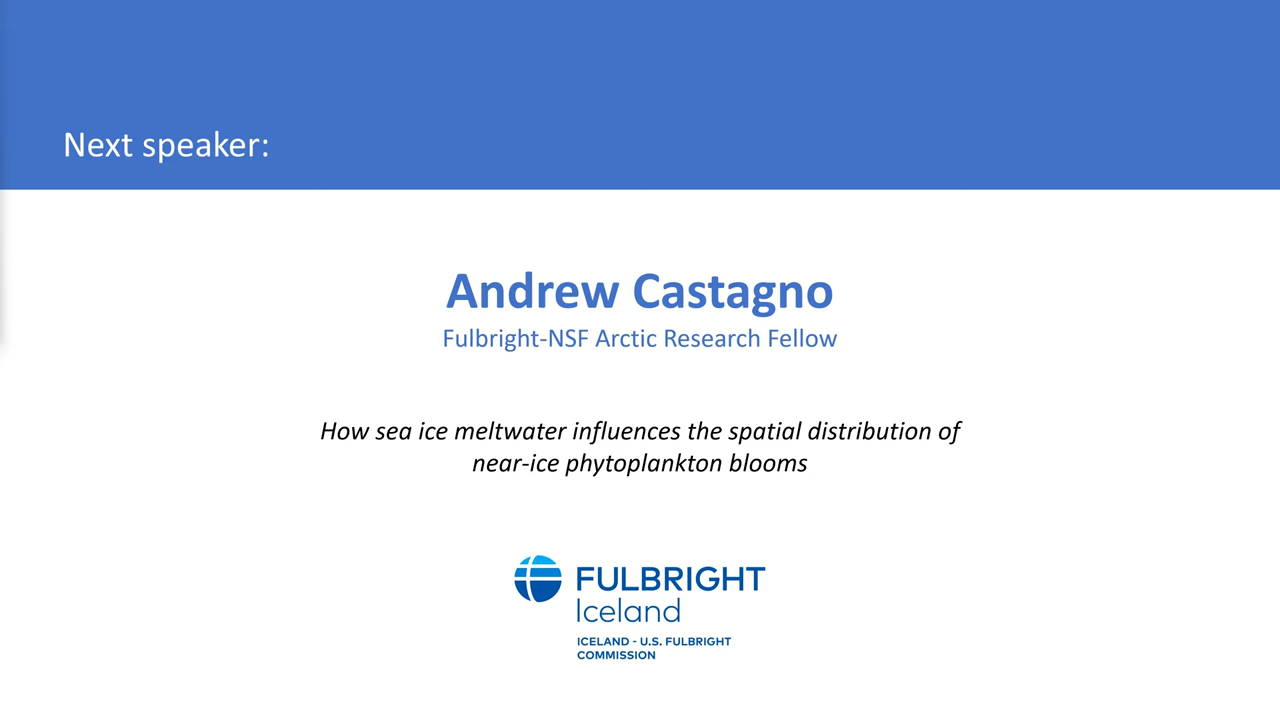 Next speaker:
Andrew Castagno
Fulbright-NSF Arctic Research Fellow
How sea ice meltwater influences the spatial distribution of
near-ice phytoplankton blooms
FULBRIGHT
Iceland
ICELAND - U.S. FULBRIGHT
COMMISSION